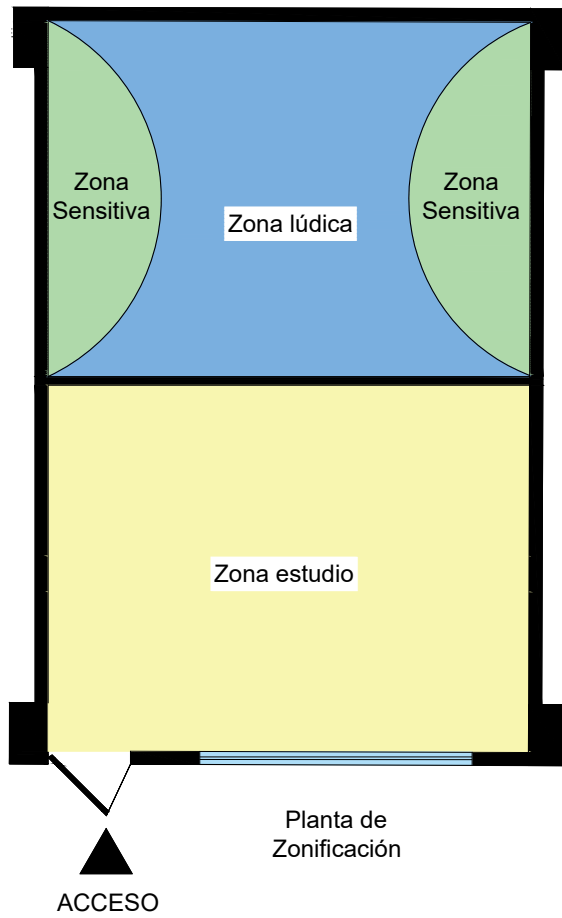 Zona
Sensitiva
Zona
Sensitiva
Zona lúdica
Zona estudio
Planta de
Zonificación
ACCESO